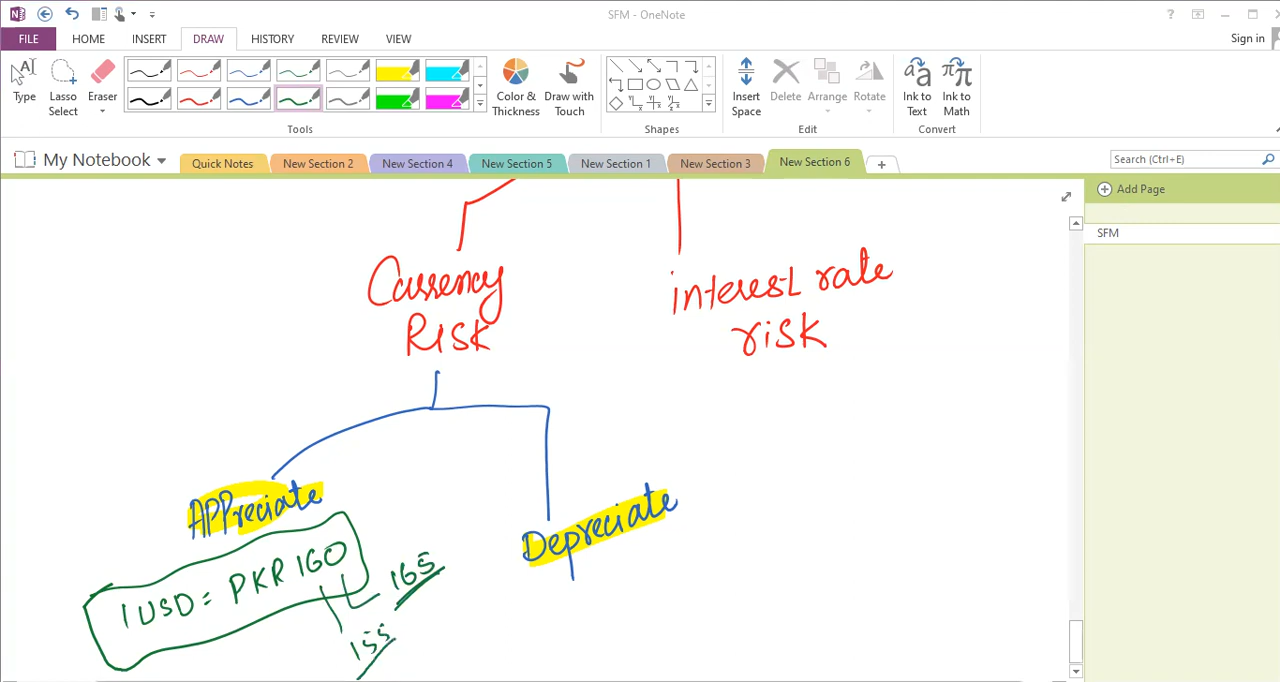 SFM - OneNote
?
FILE HOME INSERT DRAW HISTORY REVIEW VIEW
Sign in
Type Lasso Select Eraser
Color & Thickness Draw with Touch
Insert Space Delete Arrange Rotate
Ink to Text Ink to Math
Tools Shapes Edit Convert
My Notebook Quick Notes New Section 2 New Section 4 New Section 5 New Section 1 New Section 3 New Section 6
Search (Ctrl+E)
Add Page
SFM
Currency interest rate
RISK risk
APPreciate Depreciate
1 USD = PKR 160 165
155